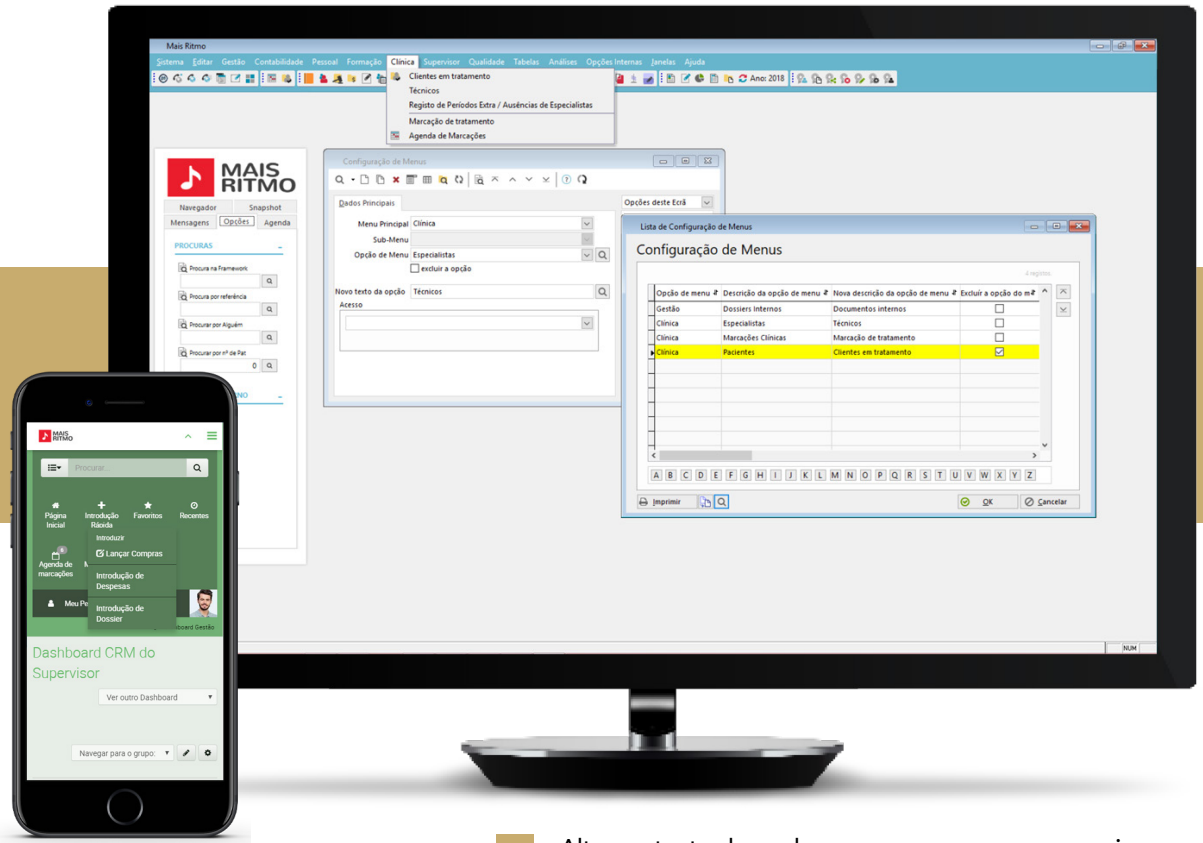 Mais Ritmo
Sistema Editar Gestão Contabilidade Pessoal Formação Clínica Supervisor Qualidade Tabelas Análises Opções Internas Janelas Ajuda
Ano: 2018
Clientes em tratamento
Técnicos
Registo de Períodos Extra / Ausências de Especialistas
Marcação de tratamento
Agenda de Marcações
MAIS
RITMO
Navegador Snapshot
Mensagens Opções Agenda
PROCURAS
Procura na Framework
Procura por referência
Procurar por Alguém
Procurar por nº de Pat
0
NO
Configuração de Menus
Dados Principais
Opções deste Ecrã
Menu Principal Clínica
Sub-Menu
Opção de Menu Especialistas
excluir a opção
Novo texto da opção Técnicos
Acesso
Lista de Configuração de Menus
Configuração de Menus
4 registos
Opção de menu Descrição da opção de menu Nova descrição da opção de menu Excluír a opção do m
Gestão Dossiers Internos Documentos internos
Clínica Especialistas Técnicos
Clínica Marcações Clínicas Marcação de tratamento
Clínica Pacientes Clientes em tratamento
A B C D E F G H I J K L M N O P Q R S T U V W X Y Z
Imprimir OK Cancelar
NUM
MAIS
RITMO
Procurar...
Página Inicial
Introdução Rápida
Favoritos
Recentes
Introduzir
Lançar Compras
Introdução de
Despesas
Introdução de
Dossier
Agenda de
marcações
M
Meu Pe
board Gestão
Dashboard CRM do
Supervisor
Ver outro Dashboard
Navegar para o grupo: